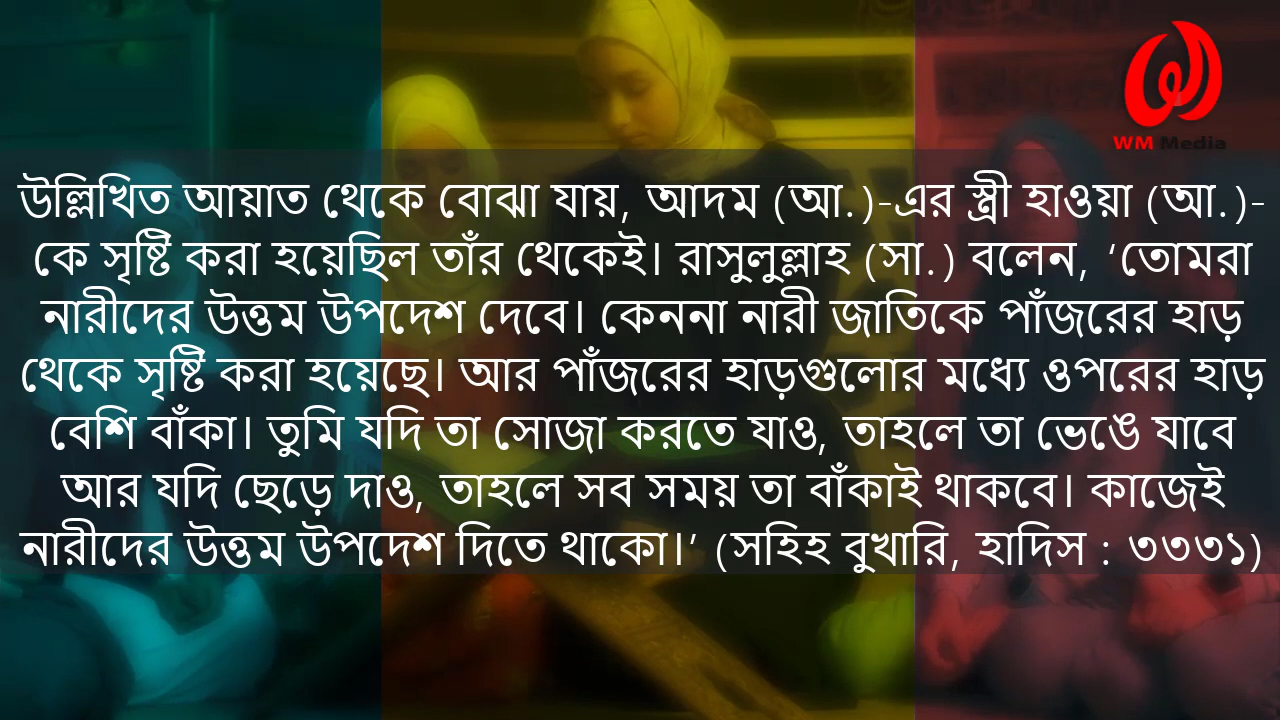 WM Media
উল্লিখিত আয়াত থেকে বোঝা যায়, আদম (আ.)-এর স্ত্রী হাওয়া (আ.)-
কে সৃষ্টি করা হয়েছিল তাঁর থেকেই। রাসুলুল্লাহ (সা.) বলেন, ‘তোমরা
নারীদের উত্তম উপদেশ দেবে। কেননা নারী জাতিকে পাঁজরের হাড়
থেকে সৃষ্টি করা হয়েছে। আর পাঁজরের হাড়গুলোর মধ্যে ওপরের হাড়
বেশি বাঁকা। তুমি যদি তা সোজা করতে যাও, তাহলে তা ভেঙে যাবে
আর যদি ছেড়ে দাও, তাহলে সব সময় তা বাঁকাই থাকবে। কাজেই
নারীদের উত্তম উপদেশ দিতে থাকো।’ (সহিহ বুখারি, হাদিস : ৩৩৩১)